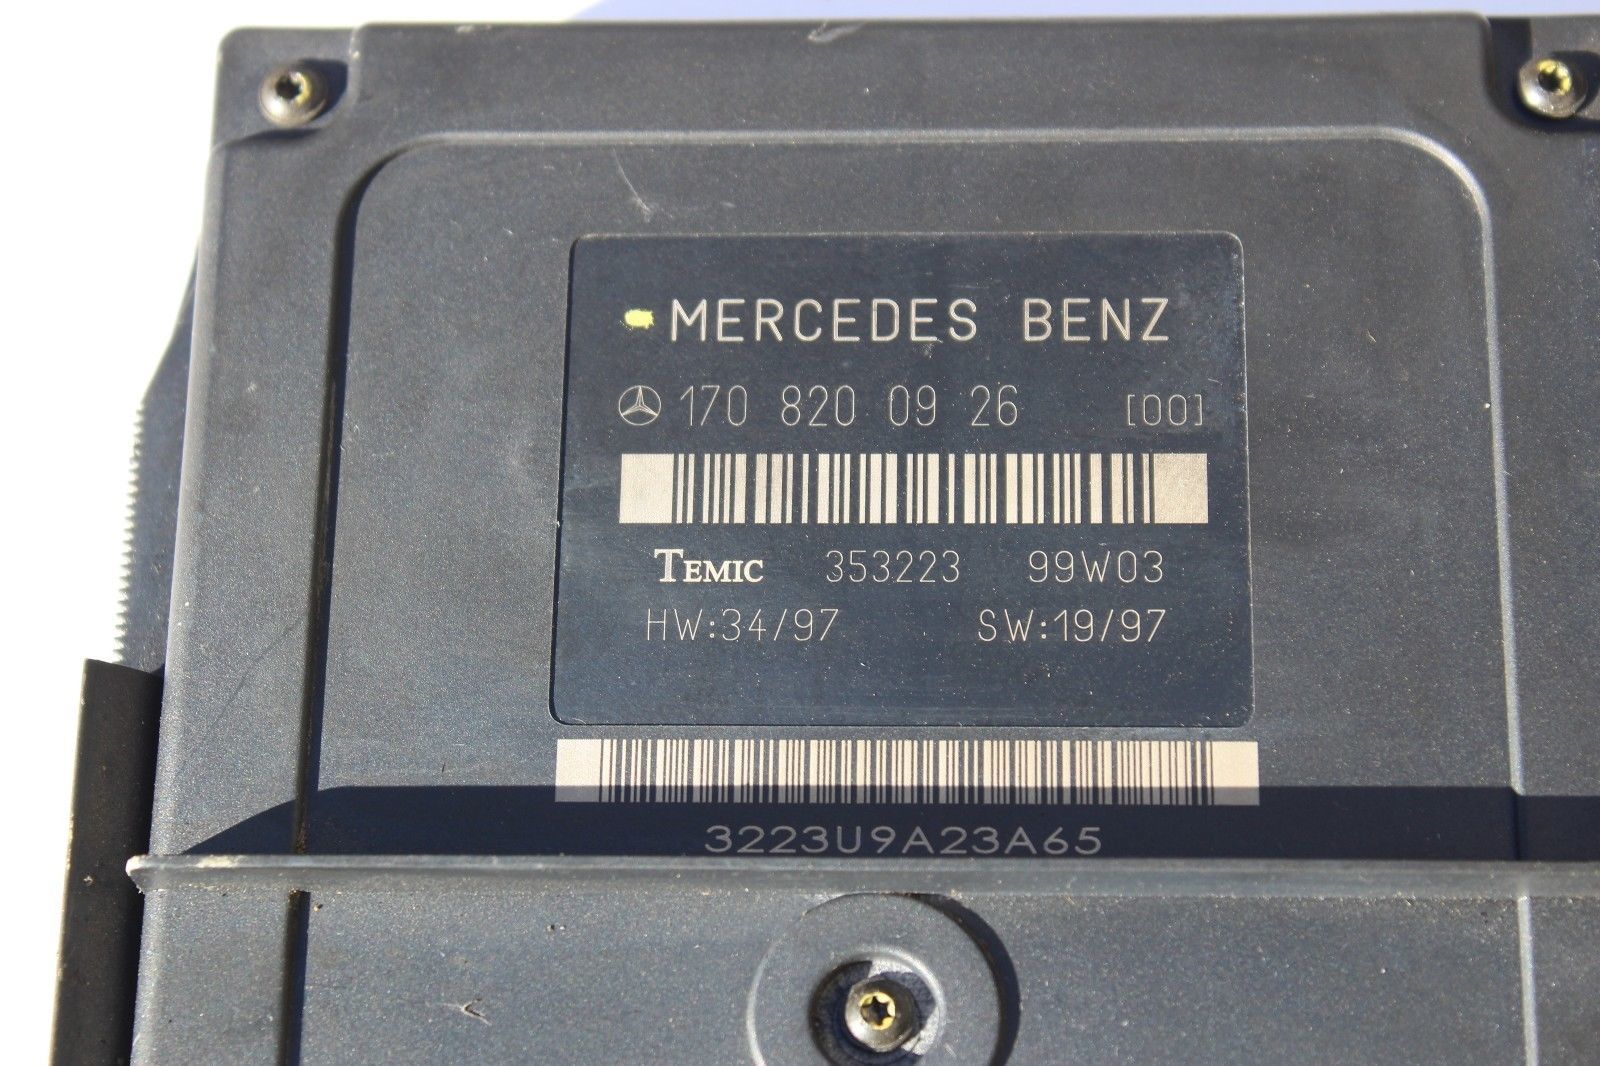 MERCEDES BENZ
170 820 09 26 [00]
TEMIC 353223 99W03
HW:34/97 SW:19/97
3223U9A23A65